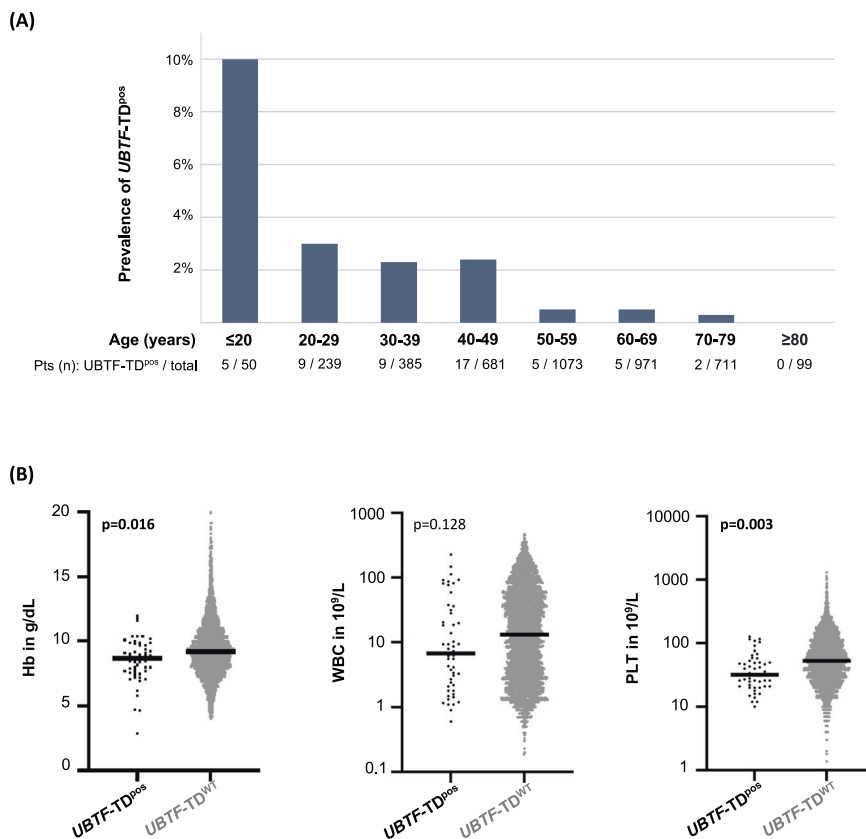 (A)
Prevalence of UBTF-TDpos
10%
8%
6%
4%
2%
Age (years) ≤20 20-29 30-39 40-49 50-59 60-69 70-79 ≥80
Pts (n): UBTF-TDpos / total 5 / 50 9 / 239 9 / 385 17 / 681 5 / 1073 5 / 971 2 / 711 0 / 99
(B)
Hb in g/dL
20
15
10
5
0
p=0.016
UBTF-TDpos
UBTF-TDWT
WBC in 10⁹/L
1000
100
10
1
0.1
p=0.128
UBTF-TDpos
UBTF-TDWT
PLT in 10⁹/L
10000
1000
100
10
1
p=0.003
UBTF-TDpos
UBTF-TDWT